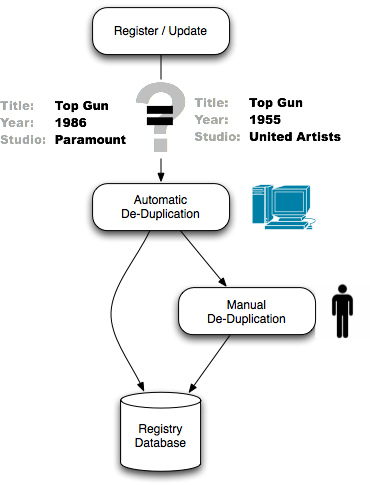 Register / Update
Title: Top Gun
Year: 1986
Studio: Paramount
?
=
Title: Top Gun
Year: 1955
Studio: United Artists
Automatic
De-Duplication
Manual
De-Duplication
Registry
Database